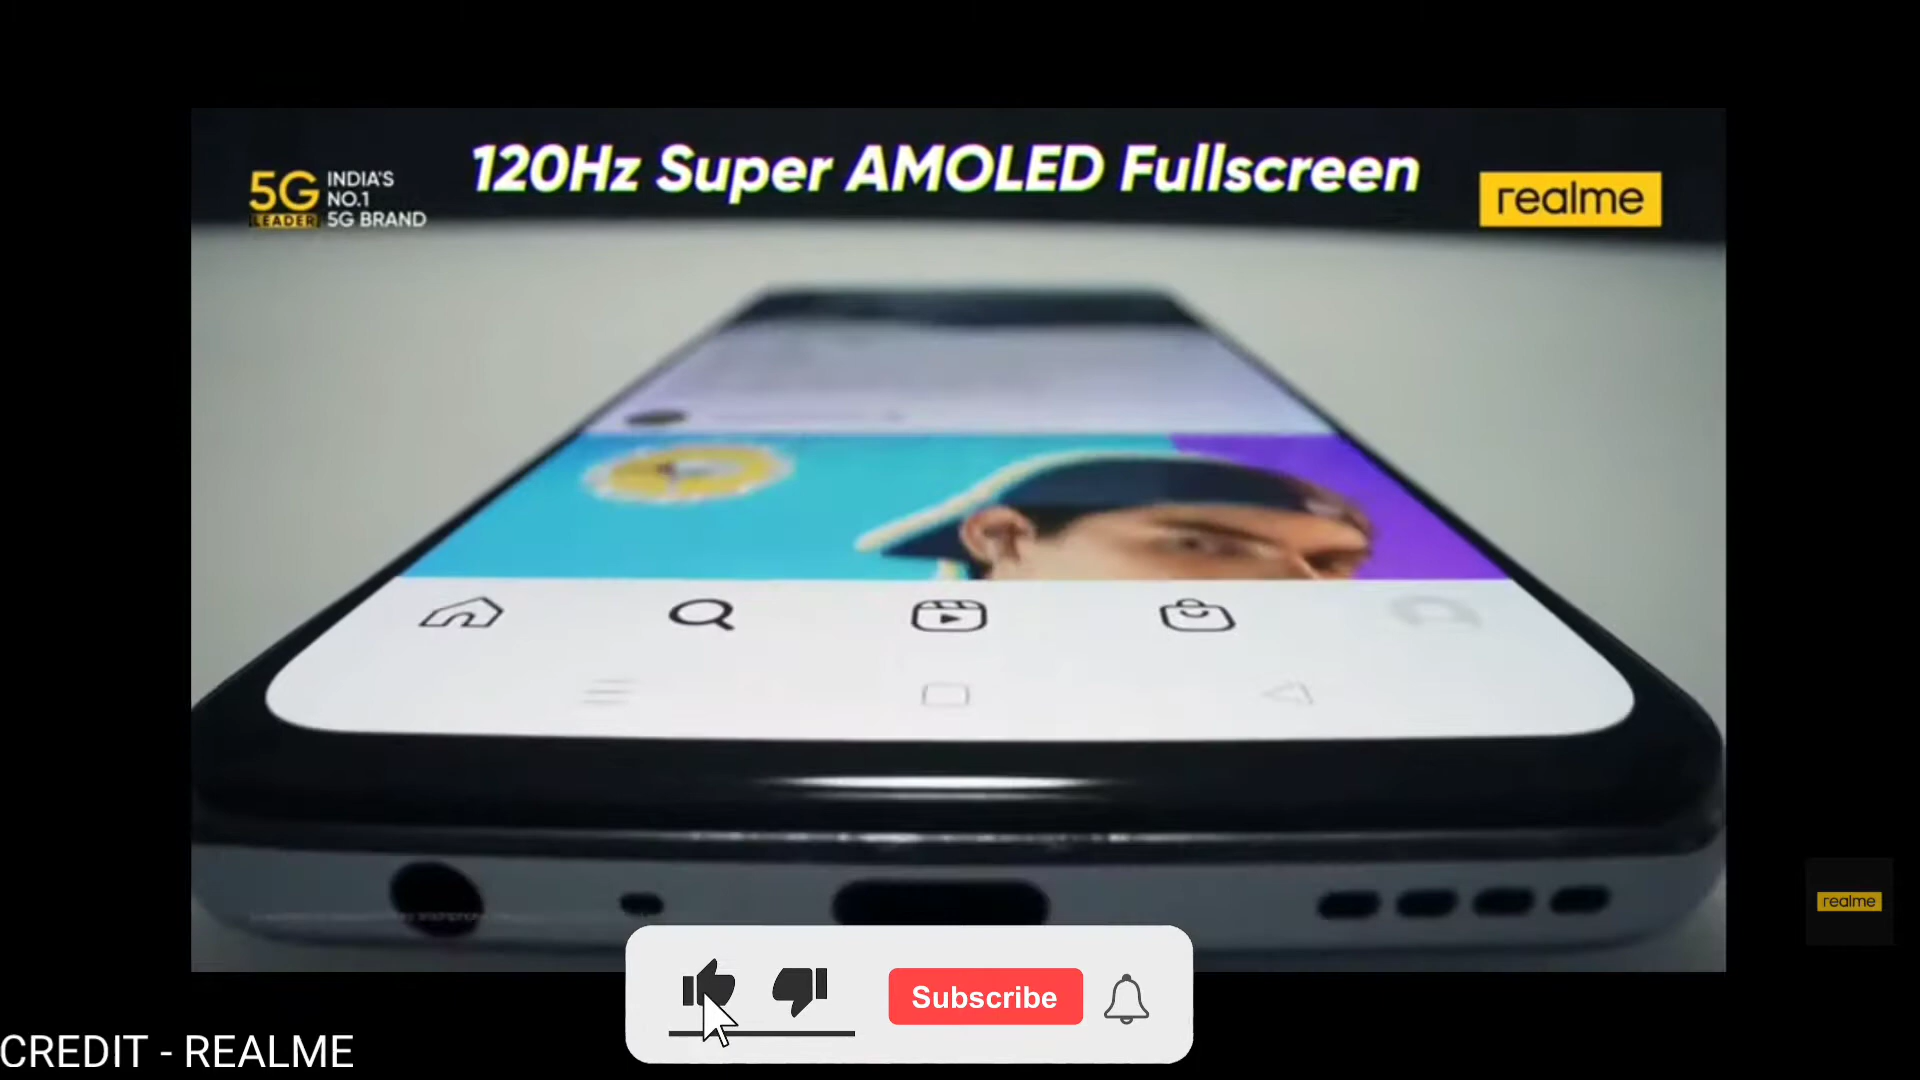 120Hz Super AMOLED Fullscreen
5G
LEADER
INDIA'S
NO.1
5G BRAND
realme
realme
Subscribe
CREDIT - REALME